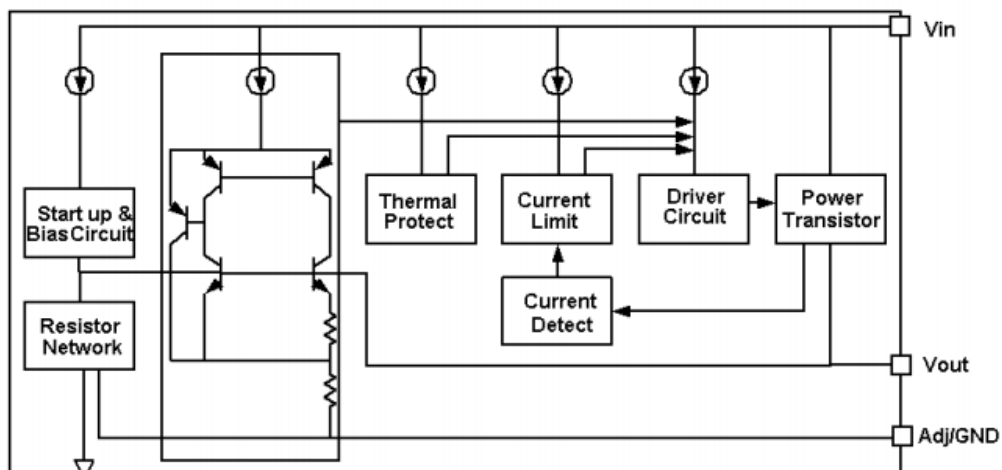 Vin
Start up &
Bias Circuit
Thermal
Protect
Current
Limit
Driver
Circuit
Power
Transistor
Resistor
Network
Current
Detect
Vout
Adj/GND